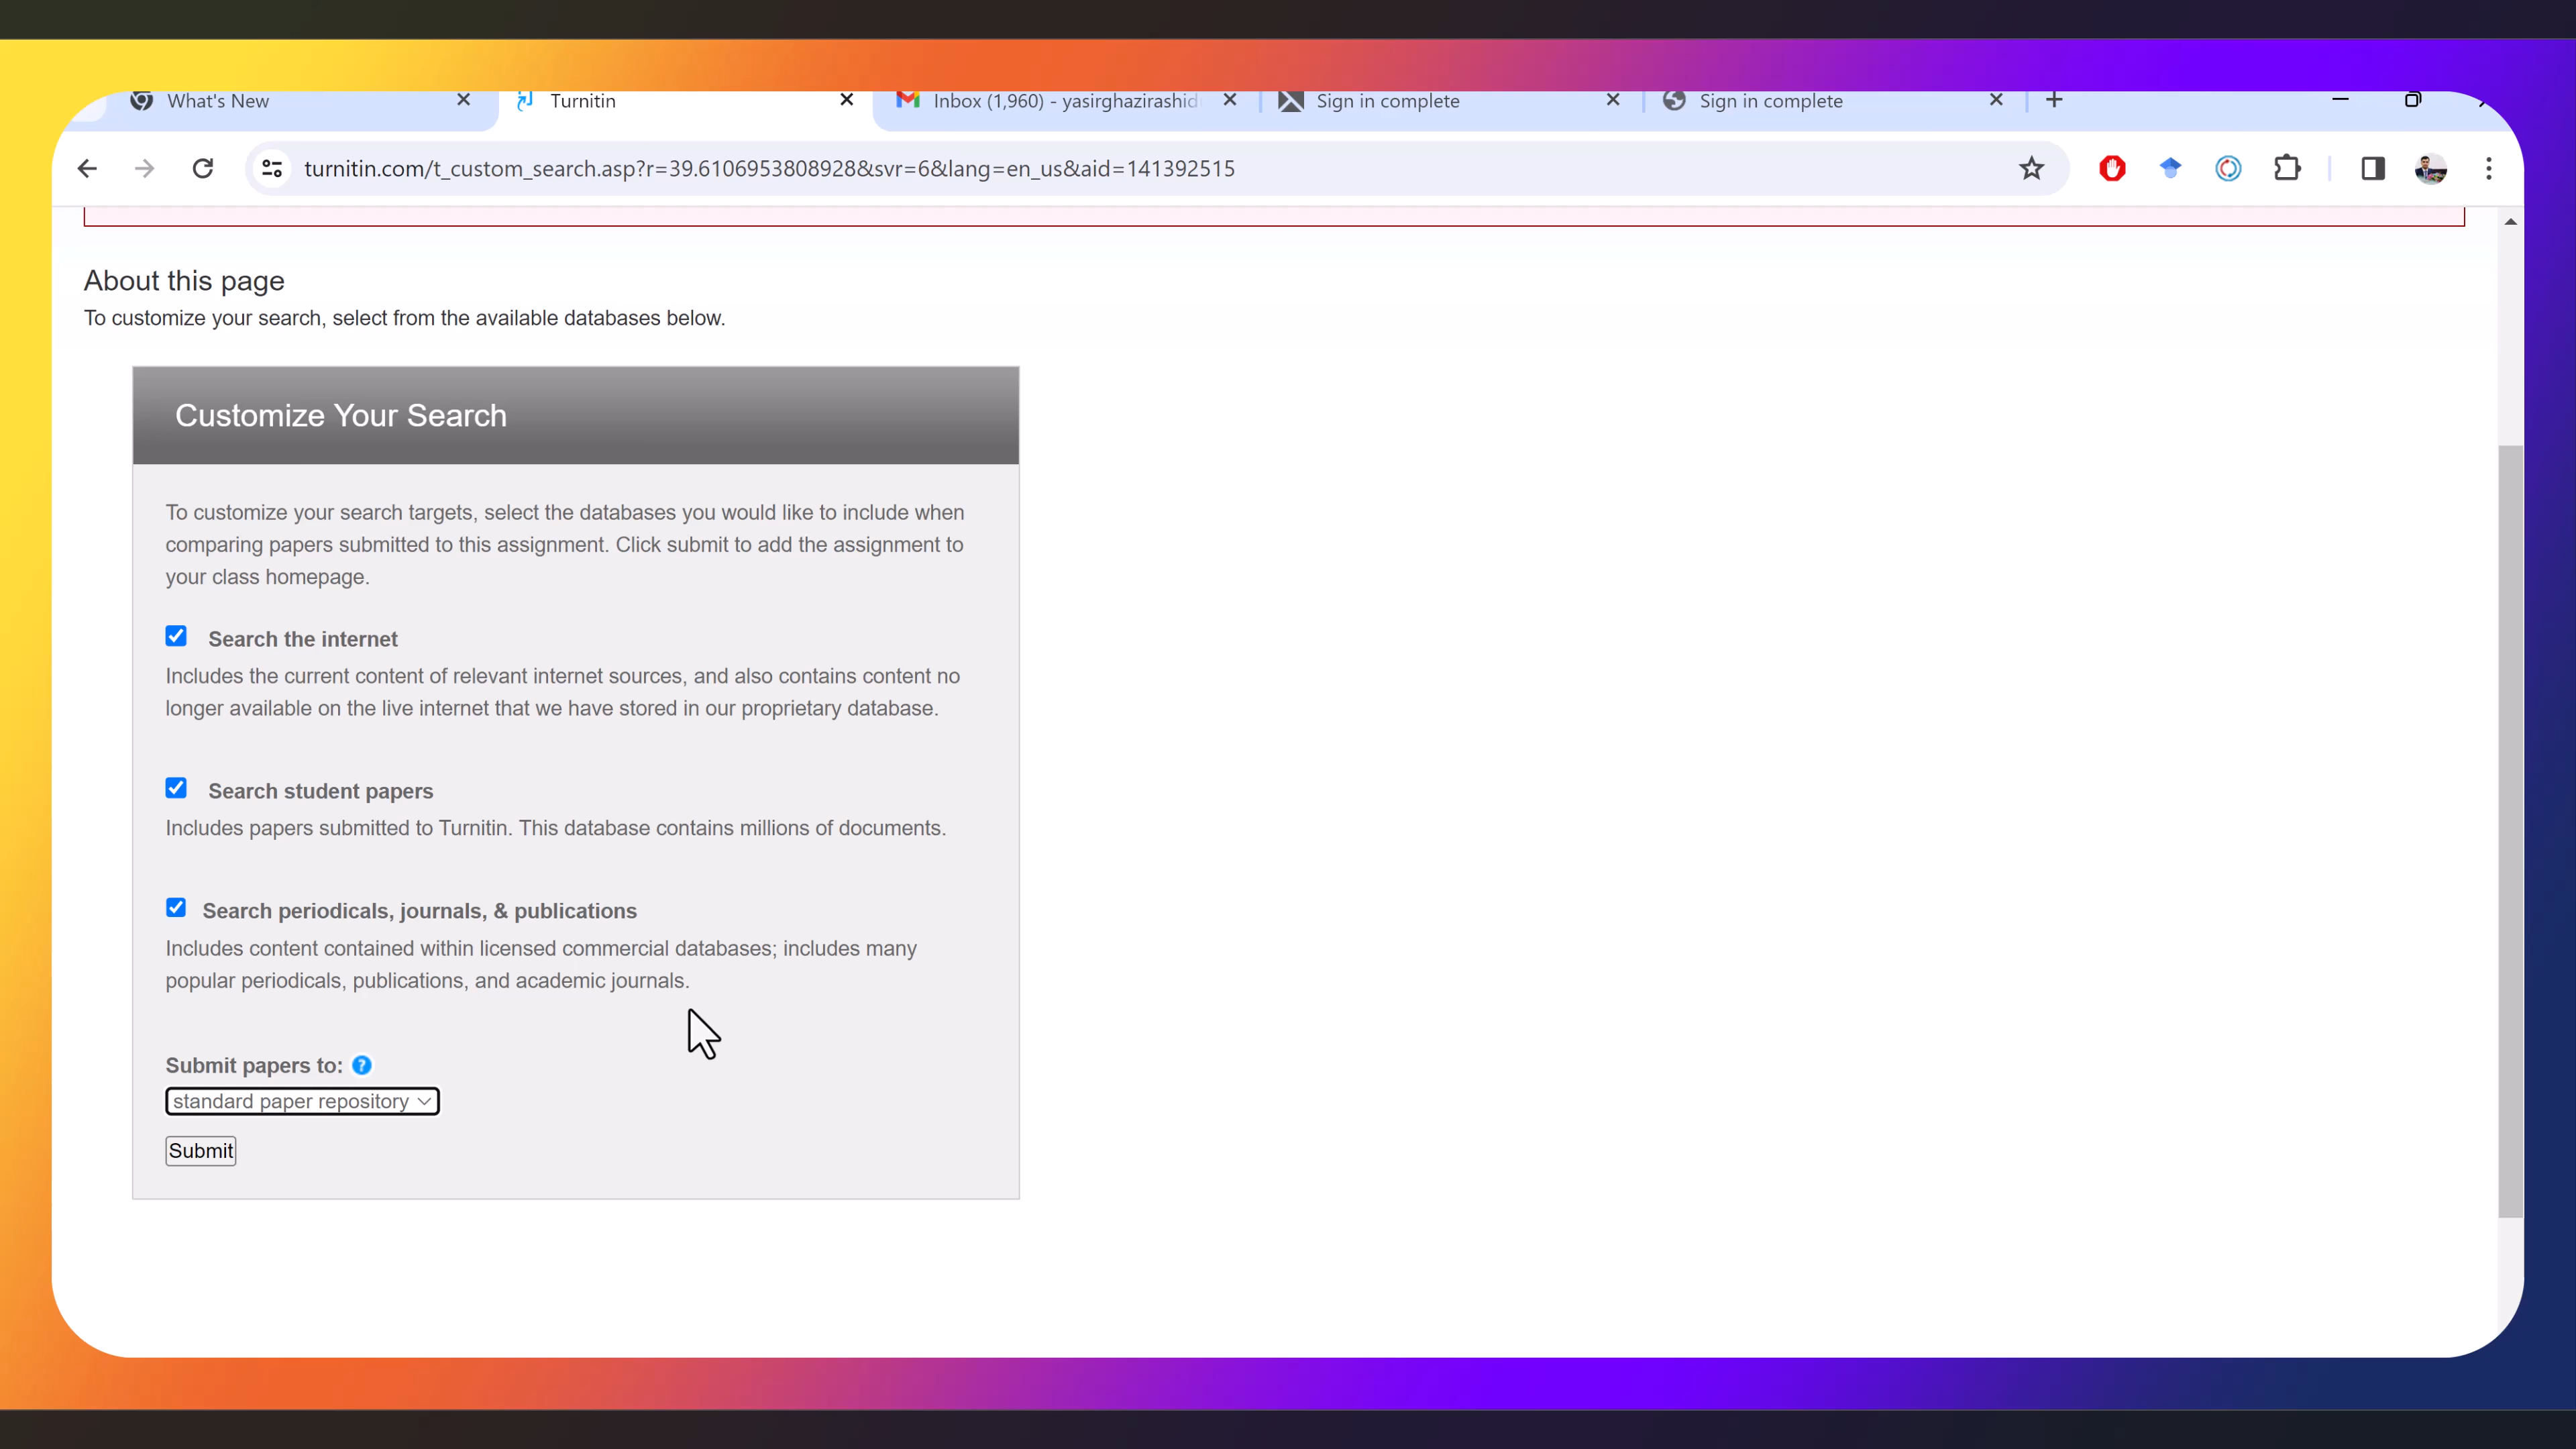 What's New
Turnitin
Inbox (1,960) - yasirghazirashid
Sign in complete
Sign in complete
turnitin.com/t_custom_search.asp?r=39.6106953808928&svr=6&lang=en_us&aid=141392515
About this page
To customize your search, select from the available databases below.
Customize Your Search
To customize your search targets, select the databases you would like to include when
comparing papers submitted to this assignment. Click submit to add the assignment to
your class homepage.
Search the internet
Includes the current content of relevant internet sources, and also contains content no
longer available on the live internet that we have stored in our proprietary database.
Search student papers
Includes papers submitted to Turnitin. This database contains millions of documents.
Search periodicals, journals, & publications
Includes content contained within licensed commercial databases; includes many
popular periodicals, publications, and academic journals.
Submit papers to: ?
standard paper repository
Submit